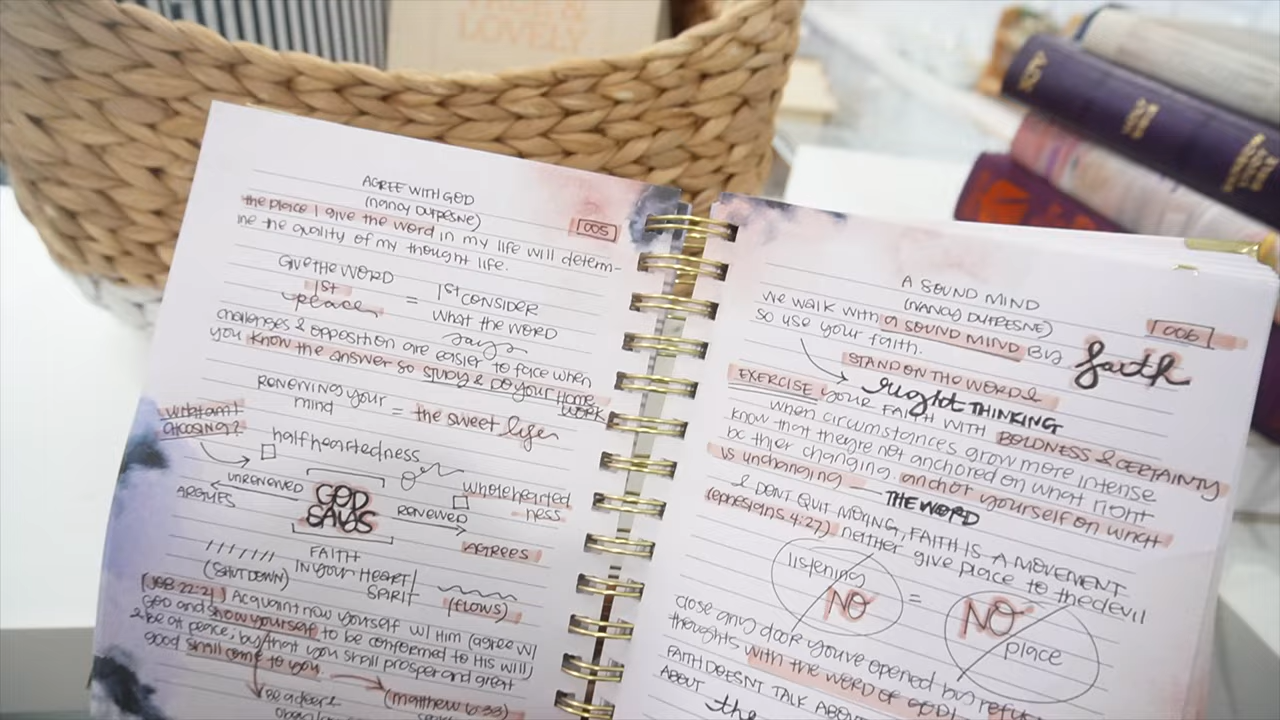 LOVELY
AGREE WITH GOD
(NANCY DUFRESNE)
005
the place I give the word in my life will determ-
ine the quality of my thought life.
GIVE THE WORD
1st
place
=
1st CONSIDER
WHAT THE WORD
says
challenges & opposition are easier to face when
you know the answer so study & do your home
work
Renewing your
mind
= the sweet life
what am I
choosing?
halfheartedness
wholehearted
ness
UNRENEWED
ARGUES
GOD
SAYS
RENEWED
AGREES
(SHUT DOWN)
FAITH
IN YOUR HEART/
SPIRIT
(flows)
(JOB 22:21) Acquaint now yourself w/ Him (agree w/
God and show yourself to be conformed to His will)
& be at peace; by that you shall prosper and great
good shall come to you.
(matthew 6:33)
A SOUND MIND
(NANCY DUFRESNE)
006
we walk with a SOUND MIND By faith
so use your faith.
STAND ON THE WORD &
right THINKING
EXERCISE your FAITH WITH BOLDNESS & CERTAINTY
when circumstances grow more intense
know that theyre not anchored on what
be changing. anchor yourself on what
is unchanging — THE WORD
& DON'T QUIT MOVING, FAITH IS A MOVEMENT
(ephesians 4:27) neither give place to the devil
listening
NO
=
NO
place
close any door youve opened by
thoughts with the WORD OF GOD!
FAITH DOESNT TALK
ABOUT the